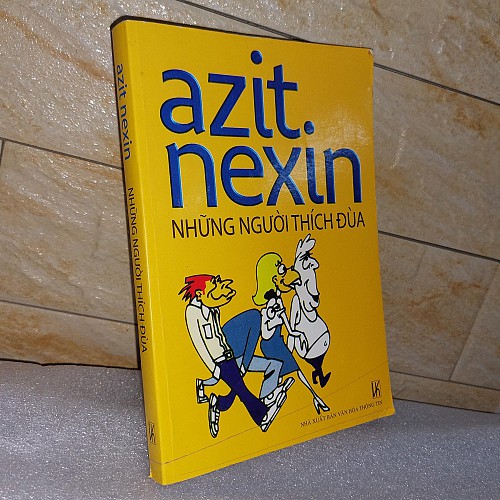 azit nexin
NHỮNG NGƯỜI THÍCH ĐÙA
azit
nexin
NHỮNG NGƯỜI THÍCH ĐÙA
NHÀ XUẤT BẢN VĂN HÓA THÔNG TIN